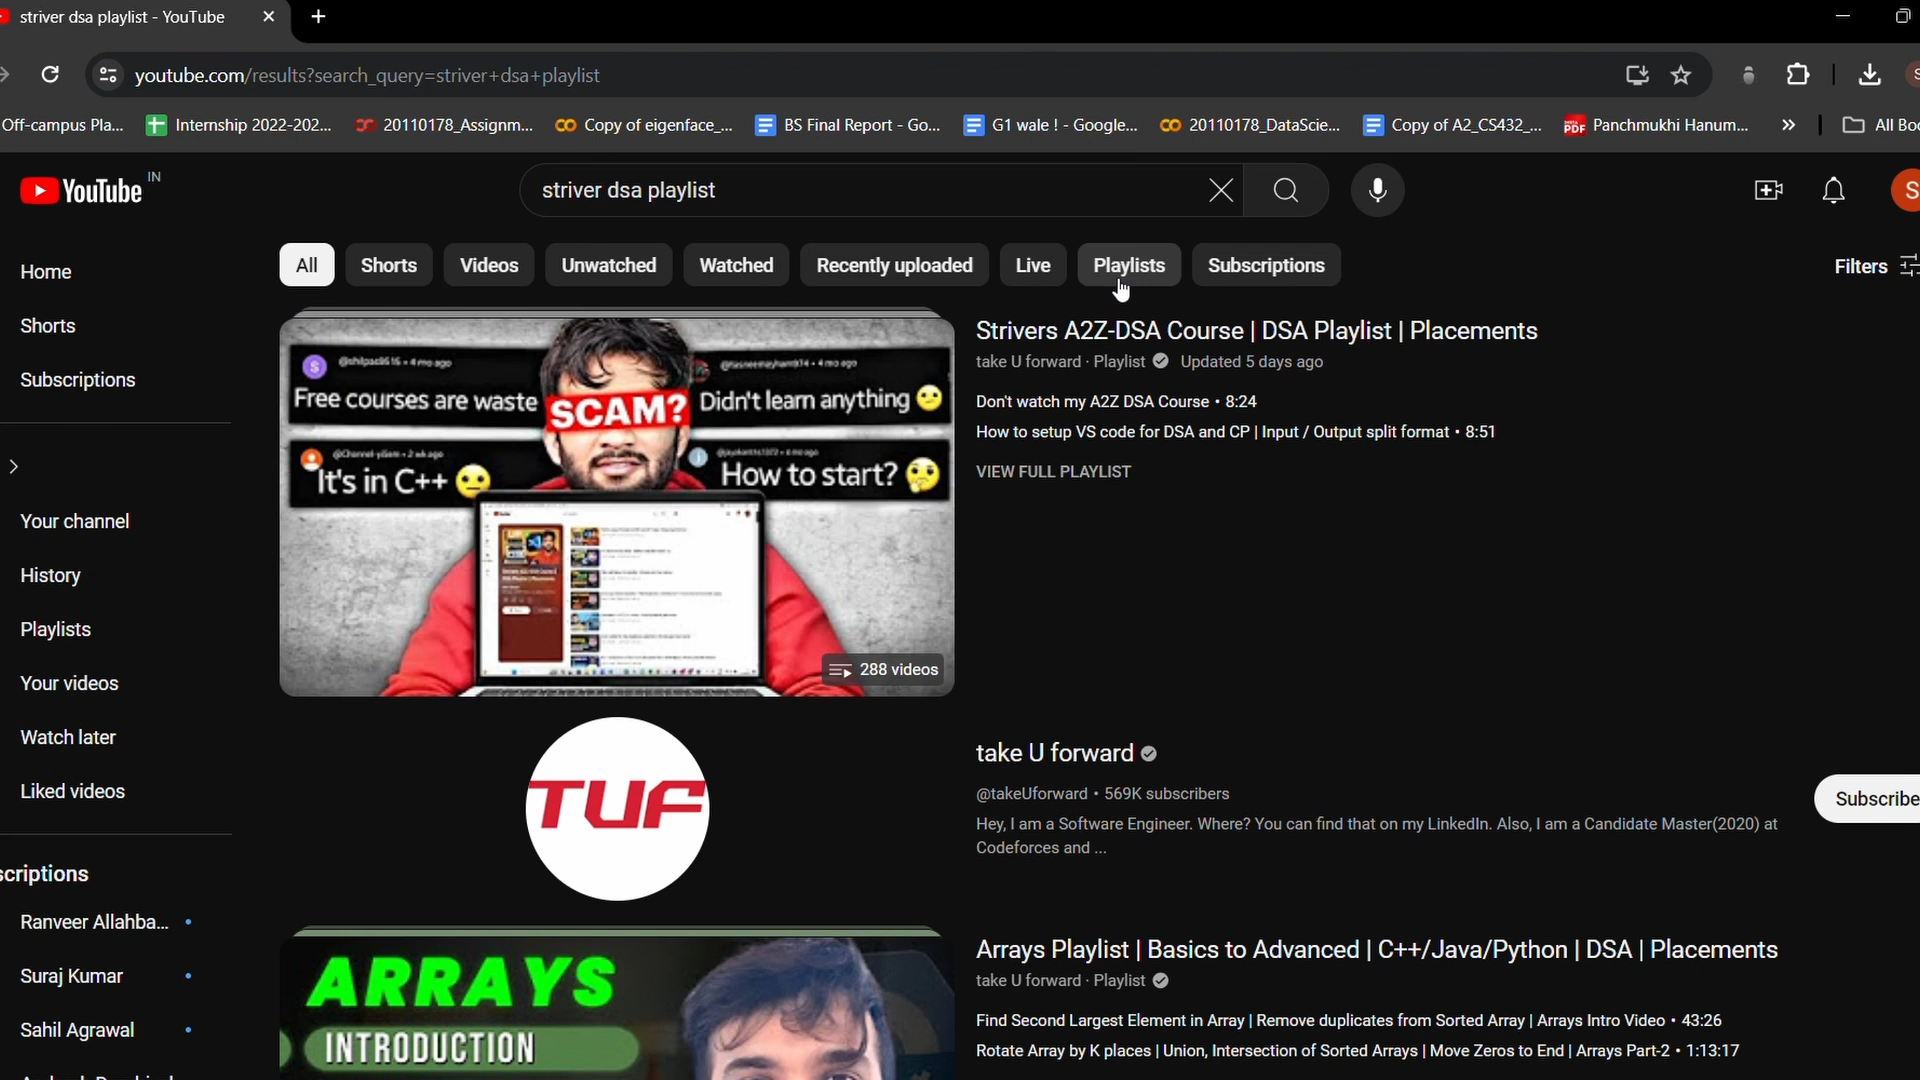 striver dsa playlist - YouTube
youtube.com/results?search_query=striver+dsa+playlist
Off-campus Pla...
Internship 2022-202...
20110178_Assignm...
Copy of eigenface_...
BS Final Report - Go...
G1 wale ! - Google...
20110178_DataScie...
Copy of A2_CS432_...
PDF
Panchmukhi Hanum...
All Boo
YouTube IN
striver dsa playlist
S
Home
Shorts
Subscriptions
Your channel
History
Playlists
Your videos
Watch later
Liked videos
scriptions
Ranveer Allahba...
Suraj Kumar
Sahil Agrawal
All
Shorts
Videos
Unwatched
Watched
Recently uploaded
Live
Playlists
Subscriptions
Filters
Free courses are waste
SCAM?
Didn't learn anything
It's in C++
How to start?
288 videos
Strivers A2Z-DSA Course | DSA Playlist | Placements
take U forward · Playlist Updated 5 days ago
Don't watch my A2Z DSA Course • 8:24
How to setup VS code for DSA and CP | Input / Output split format • 8:51
VIEW FULL PLAYLIST
TUF
take U forward
@takeUforward • 569K subscribers
Hey, I am a Software Engineer. Where? You can find that on my LinkedIn. Also, I am a Candidate Master(2020) at
Codeforces and ...
Subscribe
ARRAYS
INTRODUCTION
Arrays Playlist | Basics to Advanced | C++/Java/Python | DSA | Placements
take U forward · Playlist
Find Second Largest Element in Array | Remove duplicates from Sorted Array | Arrays Intro Video • 43:26
Rotate Array by K places | Union, Intersection of Sorted Arrays | Move Zeros to End | Arrays Part-2 • 1:13:17